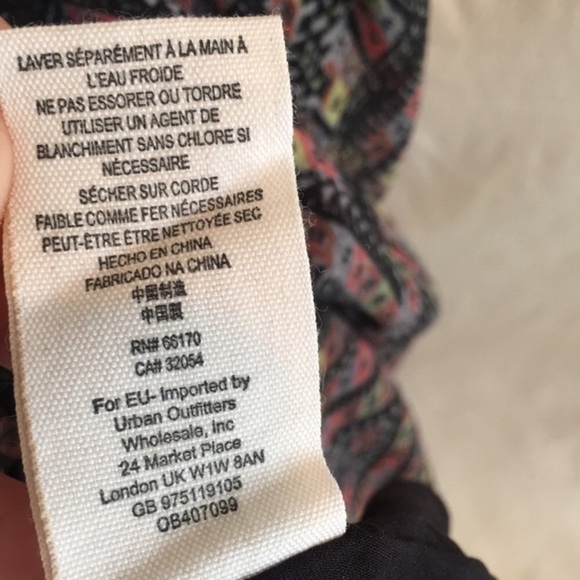 LAVER SÉPARÉMENT À LA MAIN À
L'EAU FROIDE
NE PAS ESSORER OU TORDRE
UTILISER UN AGENT DE
BLANCHIMENT SANS CHLORE SI
NÉCESSAIRE
SÉCHER SUR CORDE
FAIBLE COMME FER NÉCESSAIRES
PEUT-ÊTRE ÊTRE NETTOYÉE SEC
HECHO EN CHINA
FABRICADO NA CHINA
中国制造
中国製
RN# 66170
CA# 32054
For EU- Imported by
Urban Outfitters
Wholesale, Inc
24 Market Place
London UK W1W 8AN
GB 975119105
OB407099